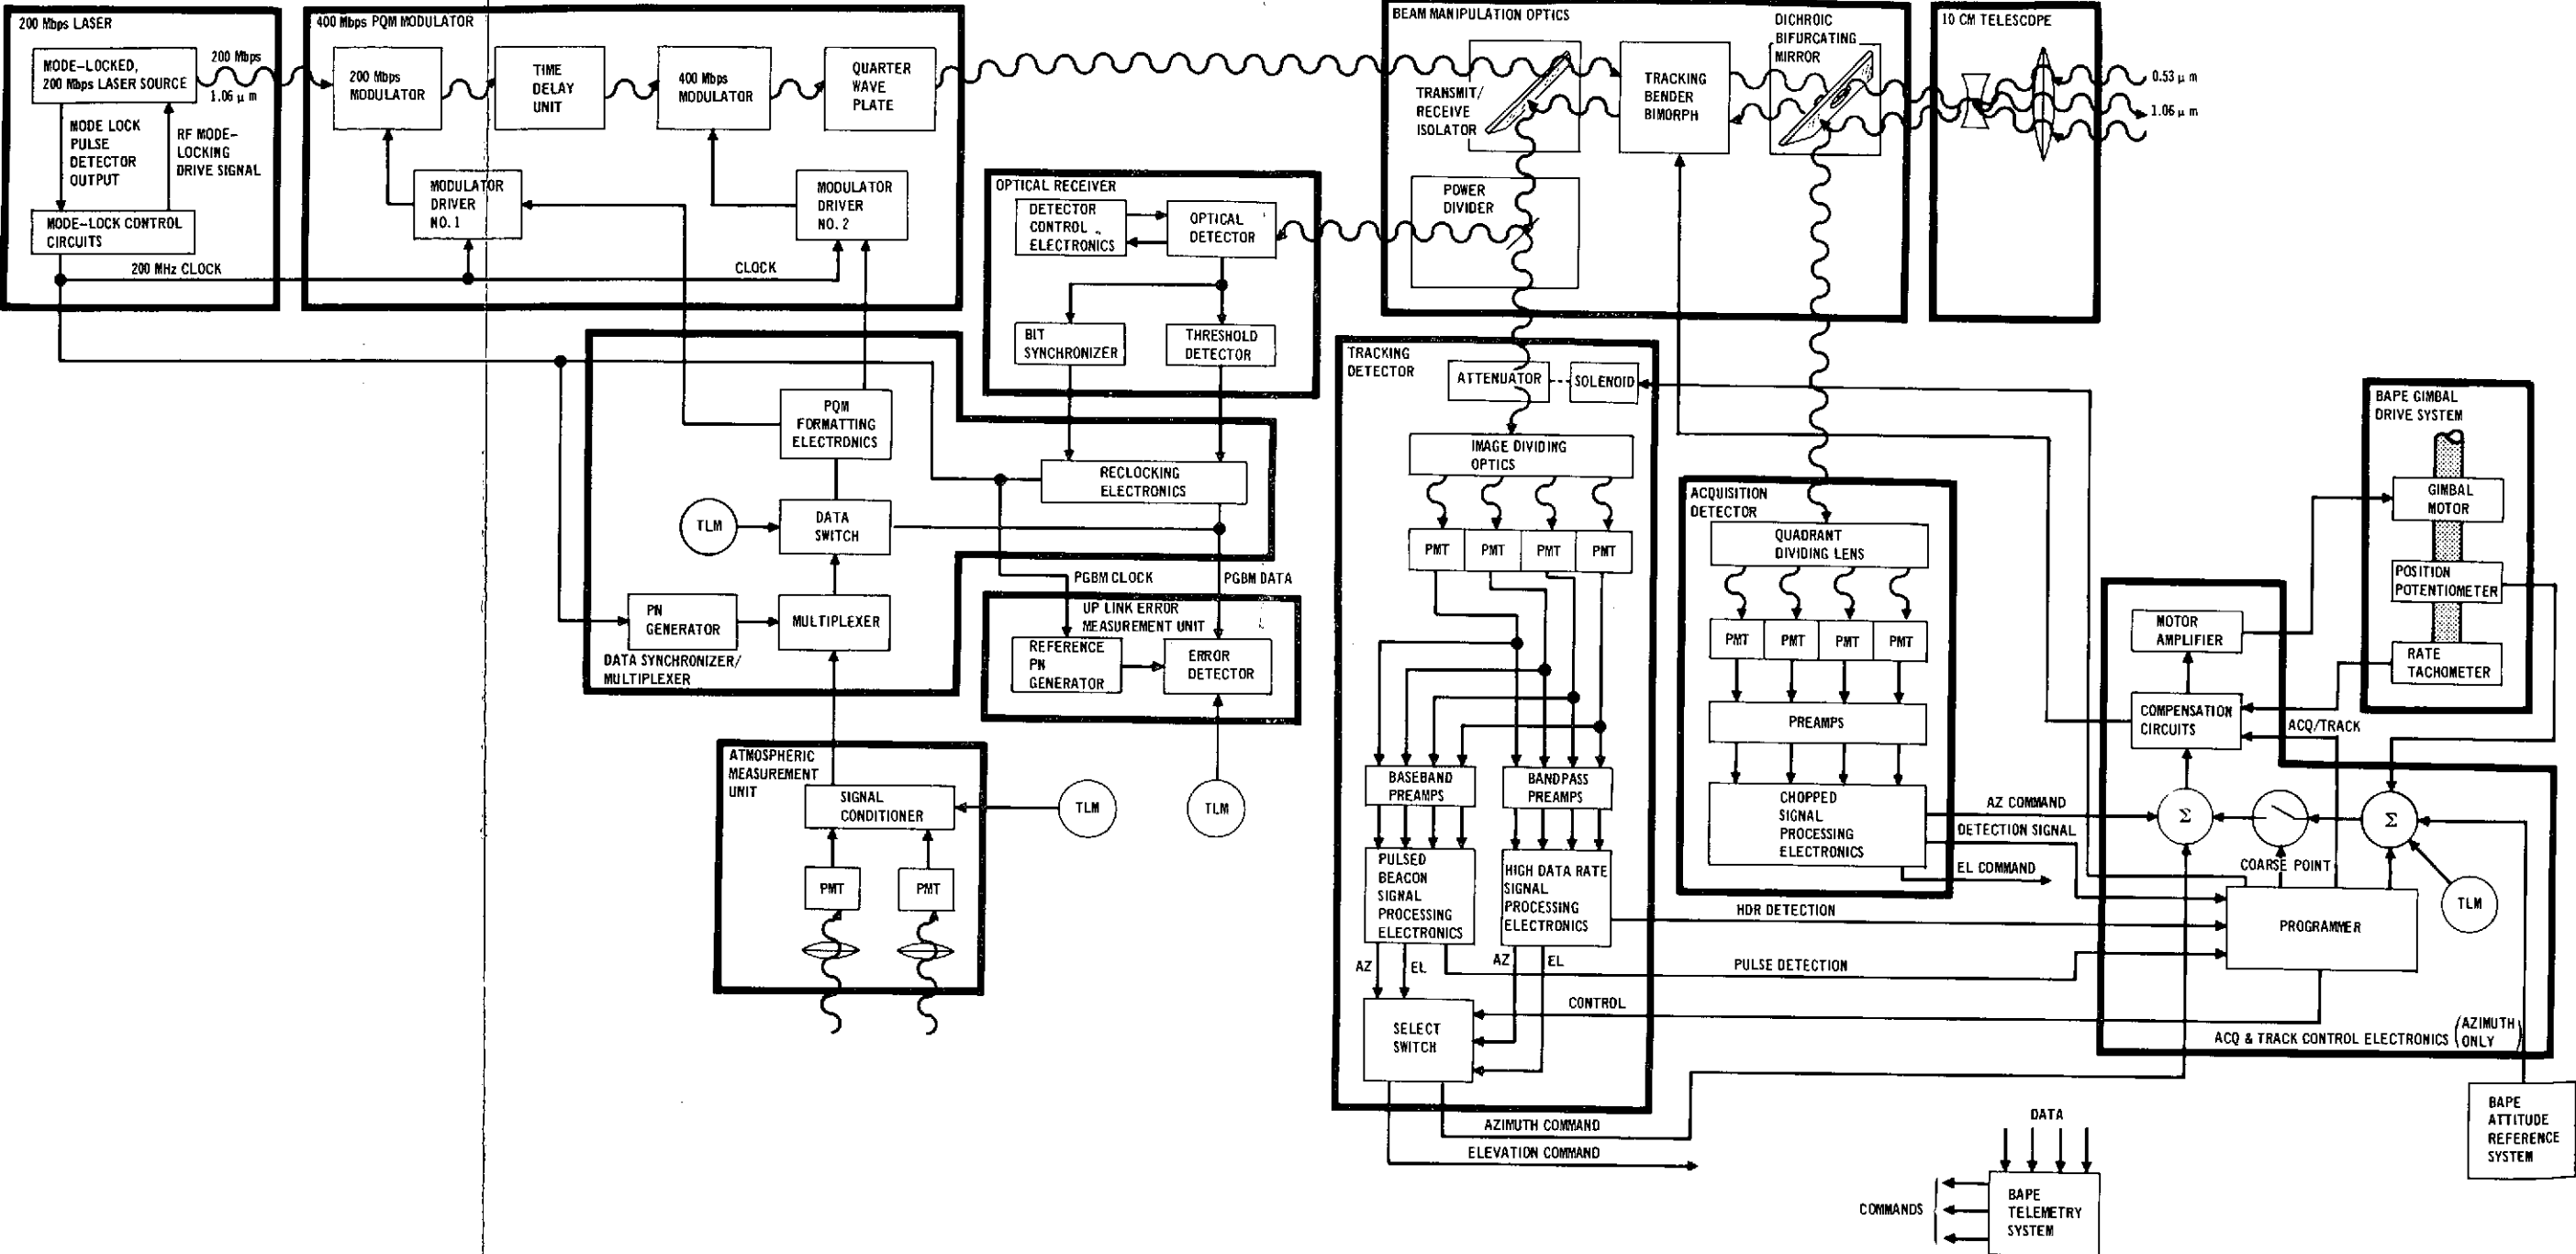 200 Mbps LASER
MODE-LOCKED,
200 Mbps LASER SOURCE
200 Mbps
1.06 μm
MODE LOCK
PULSE
DETECTOR
OUTPUT
RF MODE-
LOCKING
DRIVE SIGNAL
MODE-LOCK CONTROL
CIRCUITS
200 MHz CLOCK
400 Mbps PQM MODULATOR
200 Mbps
MODULATOR
TIME
DELAY
UNIT
400 Mbps
MODULATOR
QUARTER
WAVE
PLATE
MODULATOR
DRIVER
NO. 1
MODULATOR
DRIVER
NO. 2
CLOCK
OPTICAL RECEIVER
DETECTOR
CONTROL
ELECTRONICS
OPTICAL
DETECTOR
BIT
SYNCHRONIZER
THRESHOLD
DETECTOR
BEAM MANIPULATION OPTICS
TRANSMIT/
RECEIVE
ISOLATOR
TRACKING
BENDER
BIMORPH
DICHROIC
BIFURCATING
MIRROR
POWER
DIVIDER
10 CM TELESCOPE
0.53 μm
1.06 μm
PQM
FORMATTING
ELECTRONICS
RECLOCKING
ELECTRONICS
TLM
DATA
SWITCH
PN
GENERATOR
MULTIPLEXER
DATA SYNCHRONIZER/
MULTIPLEXER
PGBM CLOCK
PGBM DATA
UP LINK ERROR
MEASUREMENT UNIT
REFERENCE
PN
GENERATOR
ERROR
DETECTOR
TLM
ATMOSPHERIC
MEASUREMENT
UNIT
SIGNAL
CONDITIONER
TLM
PMT
PMT
TRACKING
DETECTOR
ATTENUATOR
SOLENOID
IMAGE DIVIDING
OPTICS
PMT
PMT
PMT
PMT
BASEBAND
PREAMPS
BANDPASS
PREAMPS
PULSED
BEACON
SIGNAL
PROCESSING
ELECTRONICS
HIGH DATA RATE
SIGNAL
PROCESSING
ELECTRONICS
AZ
EL
AZ
EL
SELECT
SWITCH
ACQUISITION
DETECTOR
QUADRANT
DIVIDING LENS
PMT
PMT
PMT
PMT
PREAMPS
CHOPPED
SIGNAL
PROCESSING
ELECTRONICS
AZ COMMAND
DETECTION SIGNAL
EL COMMAND
HDR DETECTION
PULSE DETECTION
CONTROL
AZIMUTH COMMAND
ELEVATION COMMAND
BAPE GIMBAL
DRIVE SYSTEM
GIMBAL
MOTOR
POSITION
POTENTIOMETER
RATE
TACHOMETER
MOTOR
AMPLIFIER
COMPENSATION
CIRCUITS
ACQ/TRACK
Σ
Σ
COARSE POINT
TLM
PROGRAMMER
ACQ & TRACK CONTROL ELECTRONICS (AZIMUTH
ONLY)
BAPE
ATTITUDE
REFERENCE
SYSTEM
DATA
COMMANDS
BAPE
TELEMETRY
SYSTEM